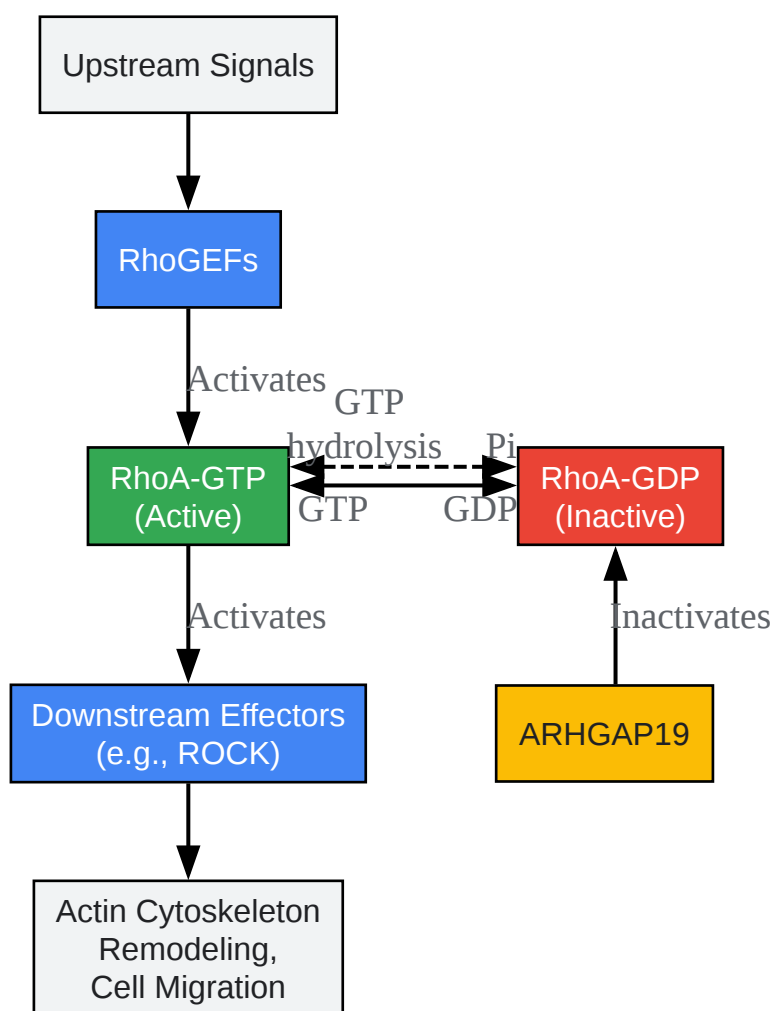 Upstream Signals
RhoGEFs
Activates
GTP
hydrolysis
Pi
RhoA-GTP
(Active)
RhoA-GDP
(Inactive)
GTP
GDP
Activates
Inactivates
Downstream Effectors
(e.g., ROCK)
ARHGAP19
Actin Cytoskeleton
Remodeling,
Cell Migration